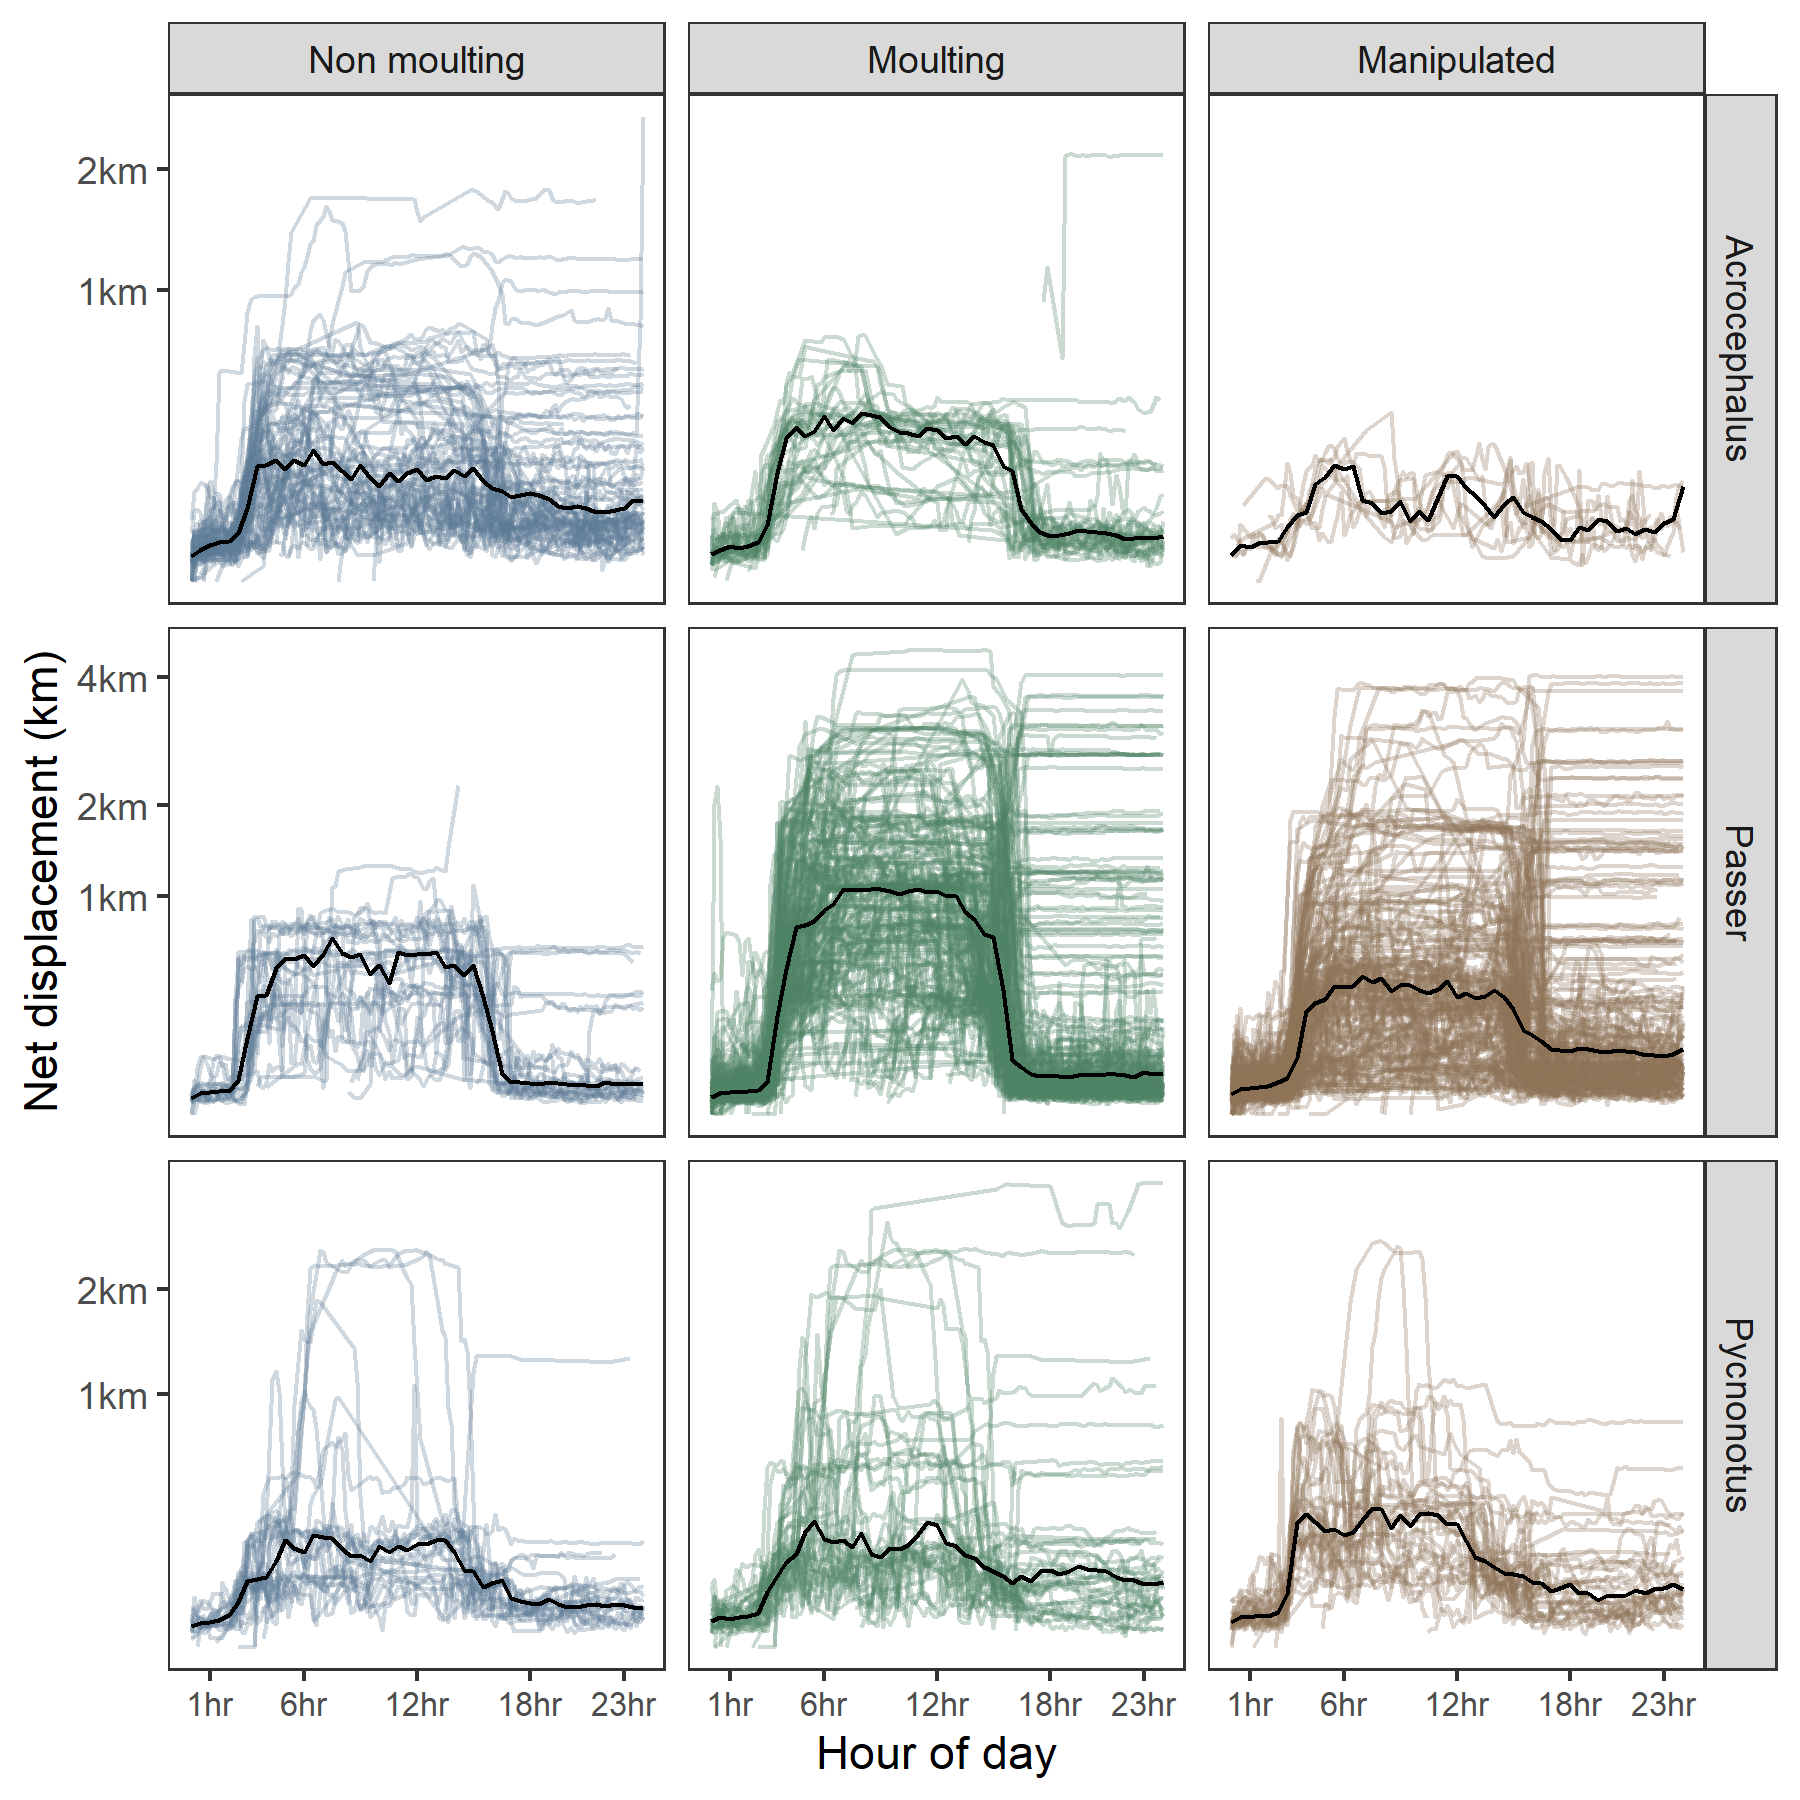 Non moulting
Moulting
Manipulated
2km
1km
Acrocephalus
Net displacement (km)
4km
2km
1km
Passer
2km
1km
Pycnonotus
1hr 6hr 12hr 18hr 23hr
1hr 6hr 12hr 18hr 23hr
1hr 6hr 12hr 18hr 23hr
Hour of day